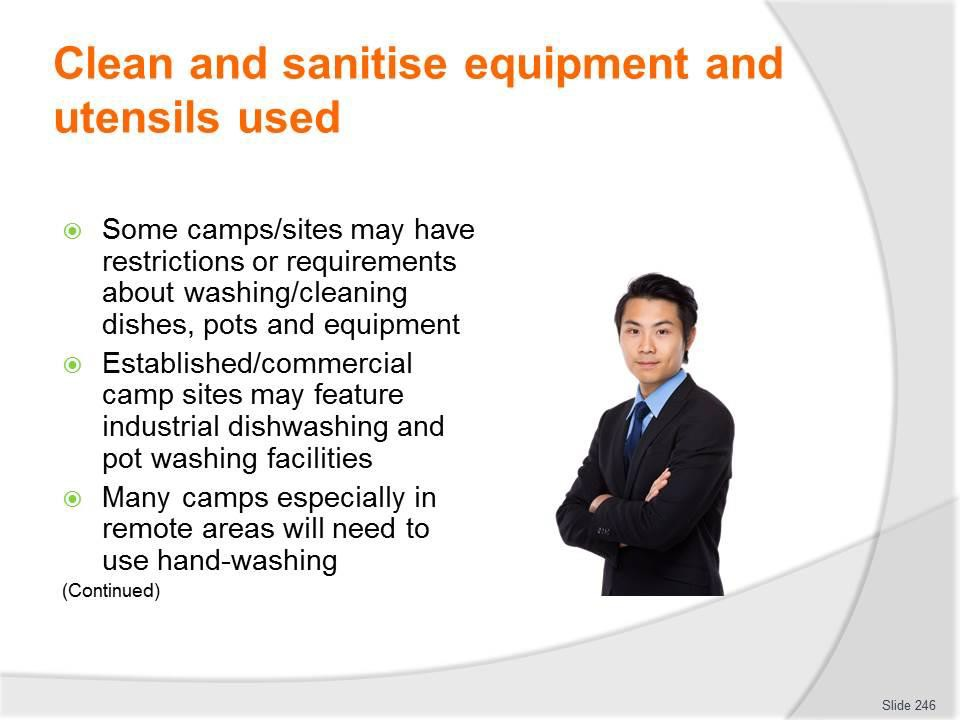 Clean and sanitise equipment and
utensils used
Some camps/sites may have
restrictions or requirements
about washing/cleaning
dishes, pots and equipment
Established/commercial
camp sites may feature
industrial dishwashing and
pot washing facilities
Many camps especially in
remote areas will need to
use hand-washing
(Continued)
Slide 246